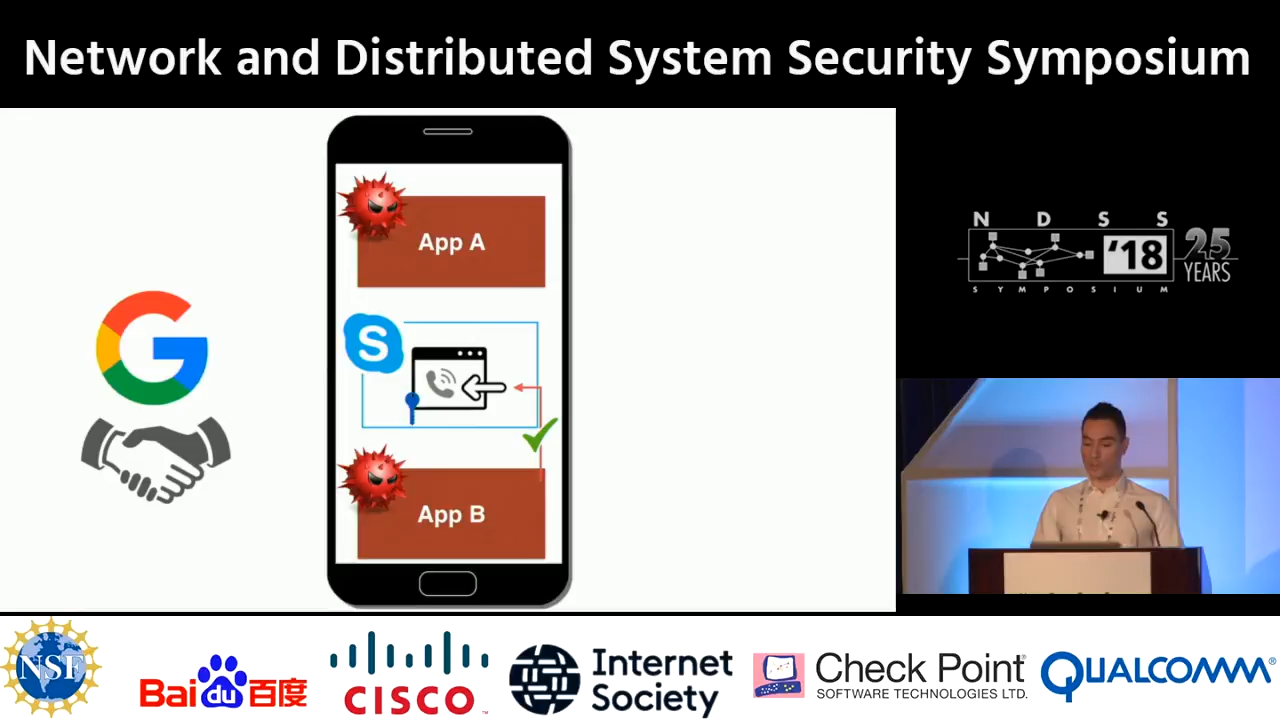 Network and Distributed System Security Symposium
App A
S
App B
N D S S
'18
25
YEARS
SYMPOSIUM
NSF
Bai du 百度
CISCO
Internet
Society
Check Point
SOFTWARE TECHNOLOGIES LTD.
QUALCOMM®